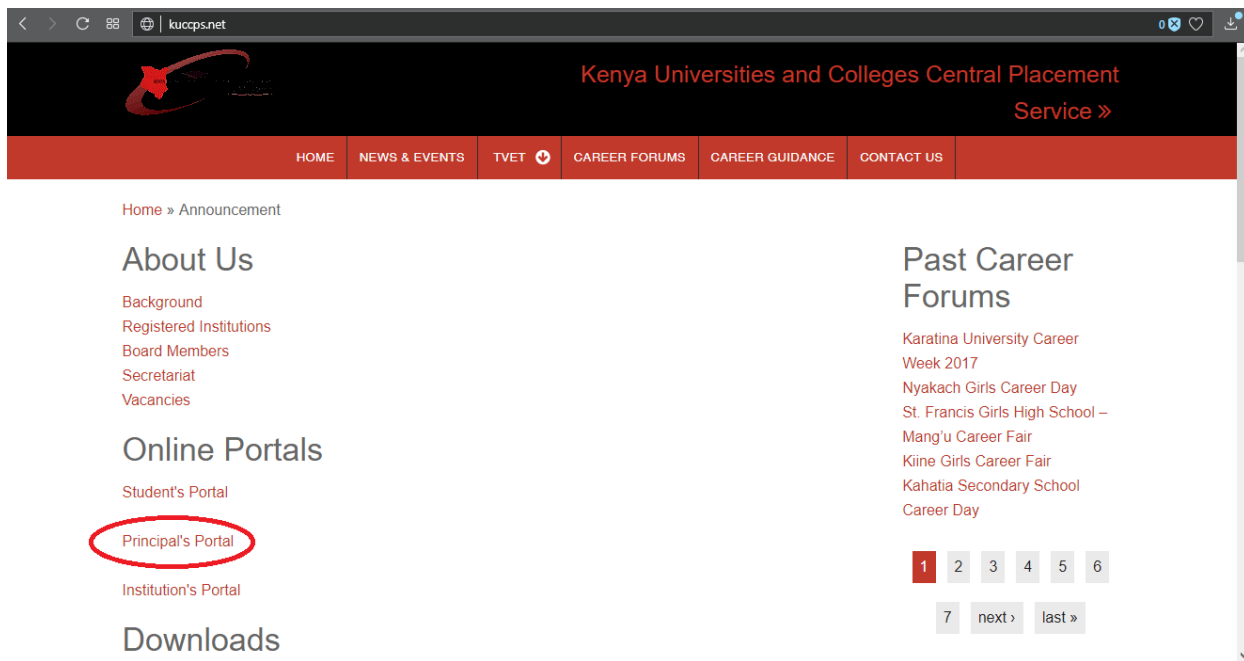 kuccps.net
0
Kenya Universities and Colleges Central Placement
Service »
HOME
NEWS & EVENTS
TVET
CAREER FORUMS
CAREER GUIDANCE
CONTACT US
Home » Announcement
About Us
Background
Registered Institutions
Board Members
Secretariat
Vacancies
Online Portals
Student's Portal
Principal's Portal
Institution's Portal
Downloads
Past Career
Forums
Karatina University Career
Week 2017
Nyakach Girls Career Day
St. Francis Girls High School –
Mang'u Career Fair
Kiine Girls Career Fair
Kahatia Secondary School
Career Day
1 2 3 4 5 6
7 next › last »